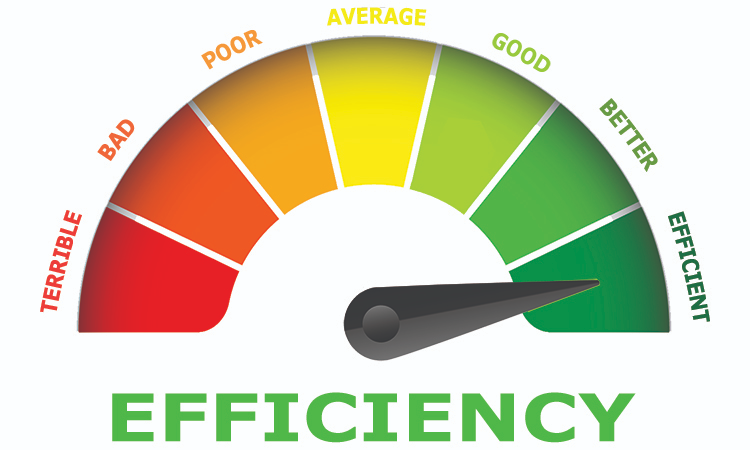 TERRIBLE
BAD
POOR
AVERAGE
GOOD
BETTER
EFFICIENT
EFFICIENCY